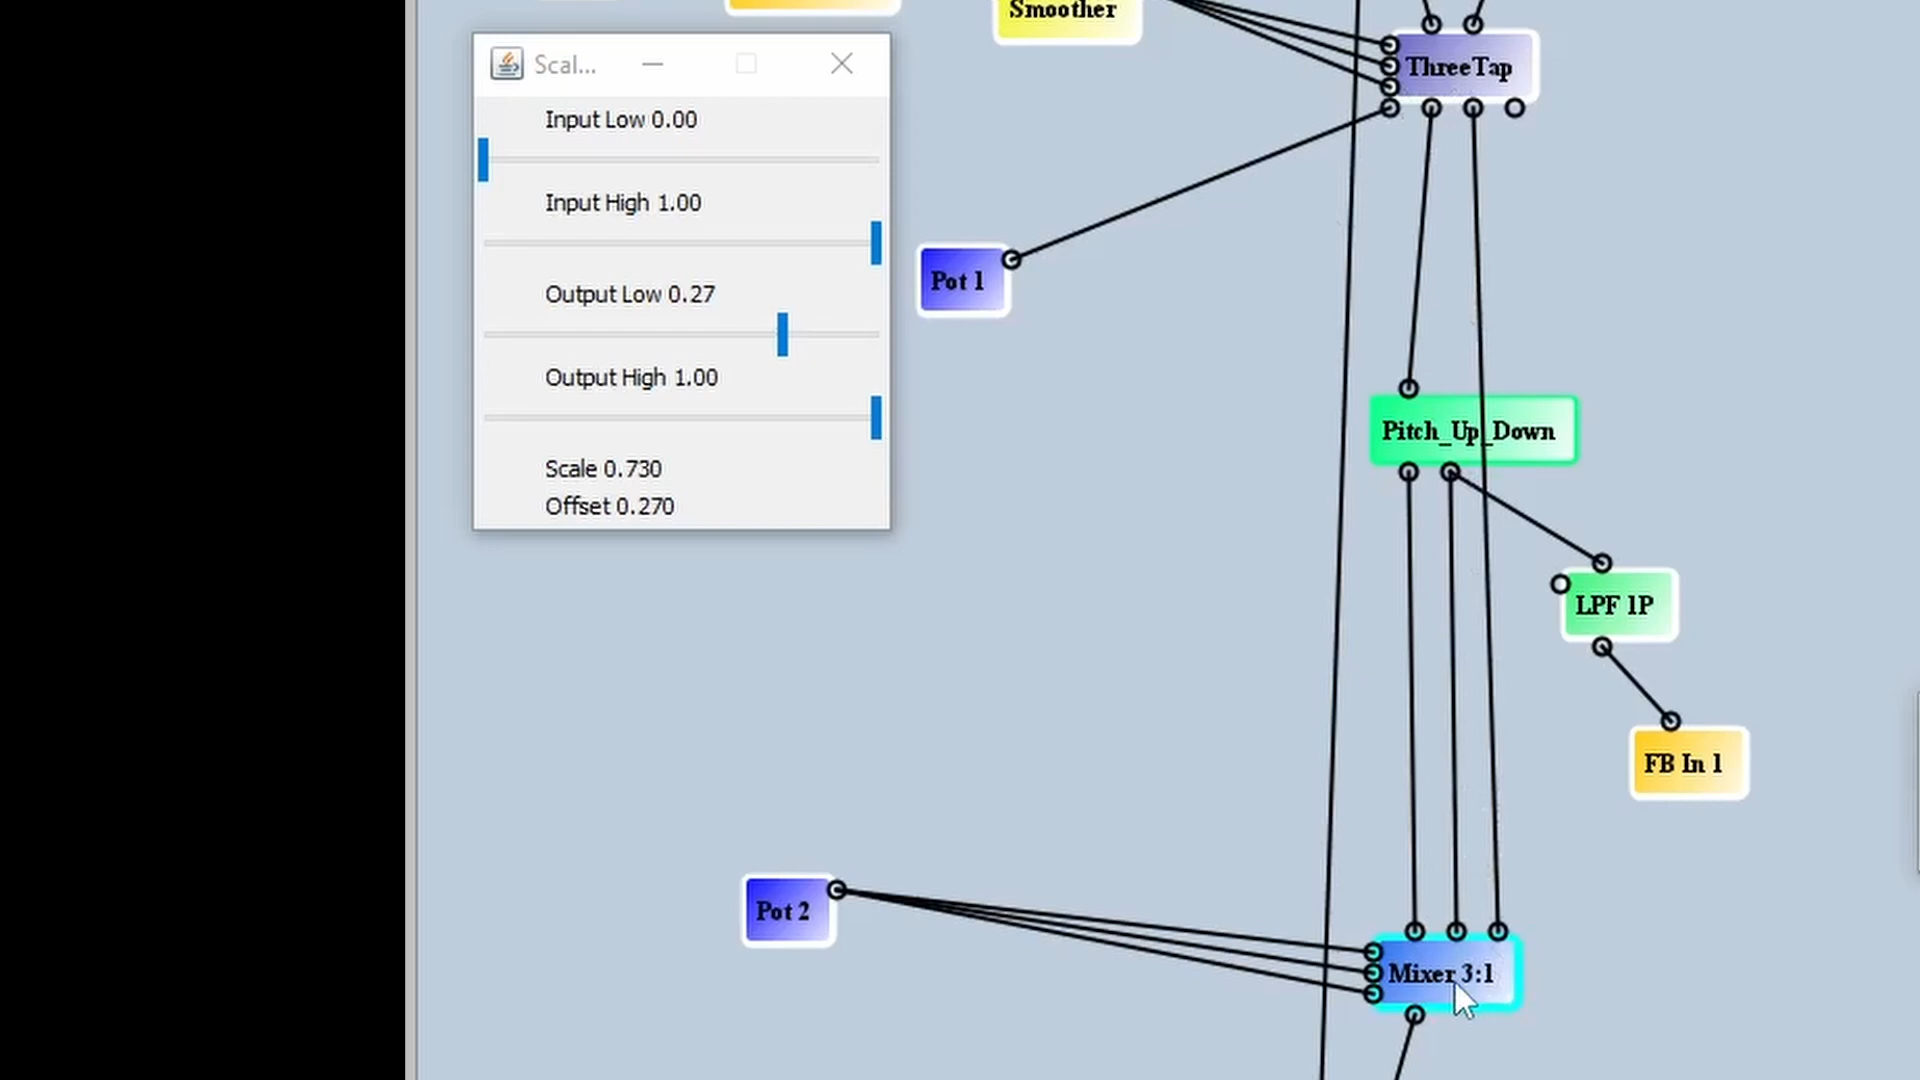 Smoother
Scal...
ThreeTap
Input Low 0.00
Input High 1.00
Pot 1
Output Low 0.27
Output High 1.00
Pitch_Up_Down
Scale 0.730
Offset 0.270
LPF 1P
FB In 1
Pot 2
Mixer 3:1